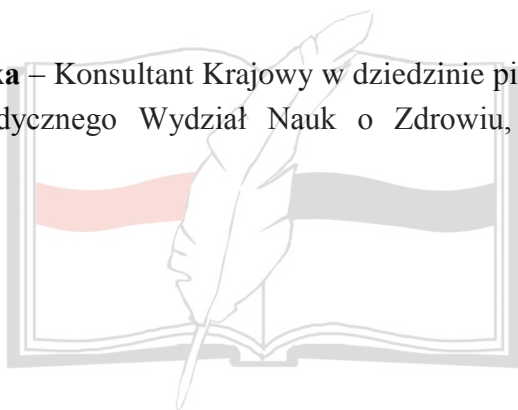 ka – Konsultant Krajowy w dziedzinie pi
dycznego Wydział Nauk o Zdrowiu,